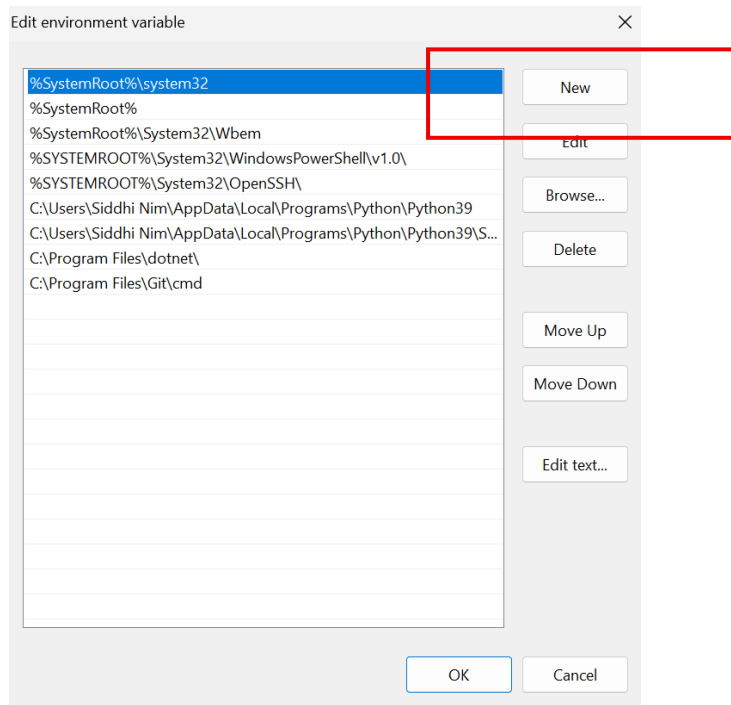 Edit environment variable
%SystemRoot%\system32
%SystemRoot%
%SystemRoot%\System32\Wbem
%SYSTEMROOT%\System32\WindowsPowerShell\v1.0\
%SYSTEMROOT%\System32\OpenSSH\
C:\Users\Siddhi Nim\AppData\Local\Programs\Python\Python39
C:\Users\Siddhi Nim\AppData\Local\Programs\Python\Python39\S...
C:\Program Files\dotnet\
C:\Program Files\Git\cmd
New
Edit
Browse...
Delete
Move Up
Move Down
Edit text...
OK
Cancel